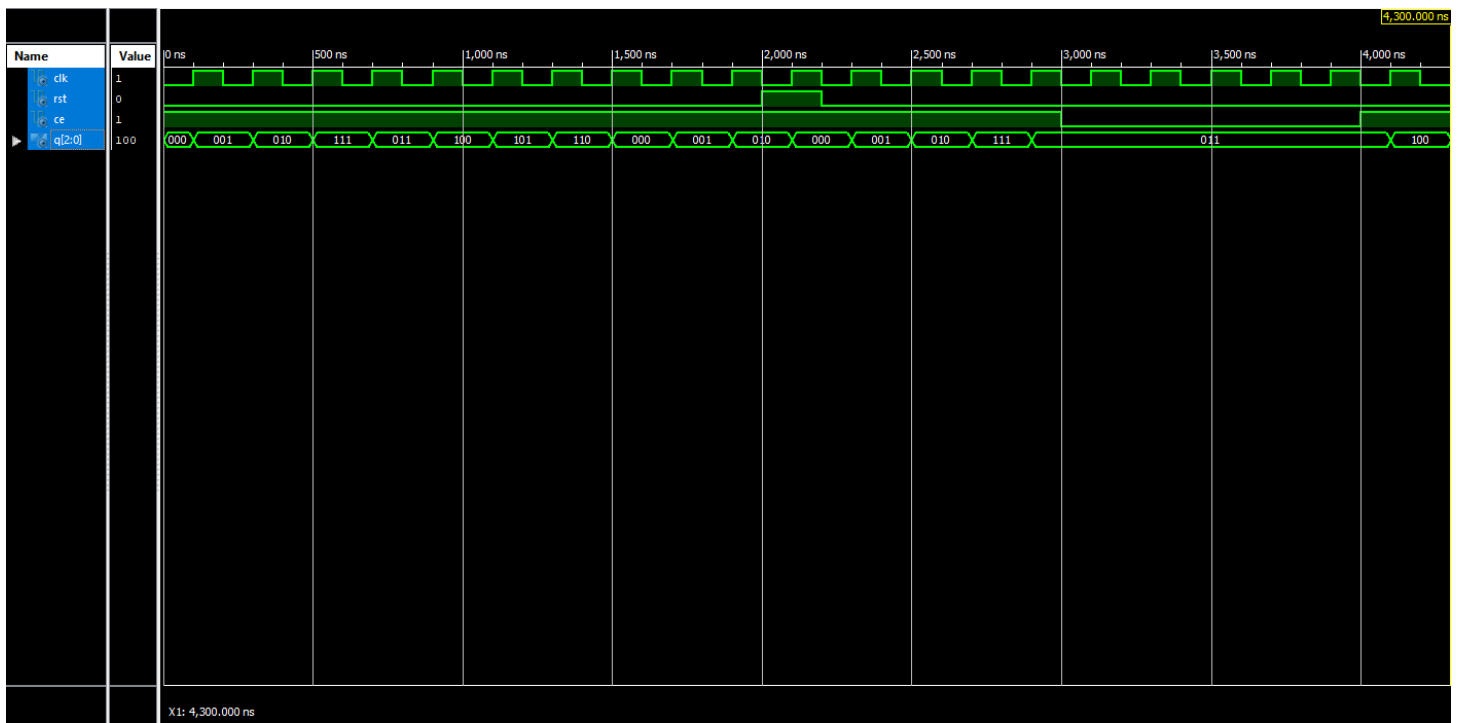 4,300.000 ns
Name Value 0 ns 500 ns 1,000 ns 1,500 ns 2,000 ns 2,500 ns 3,000 ns 3,500 ns 4,000 ns
clk 1
rst 0
ce 1
q[2:0] 100 000 001 010 111 011 100 101 110 000 001 010 000 001 010 111 011 100
X1: 4,300.000 ns